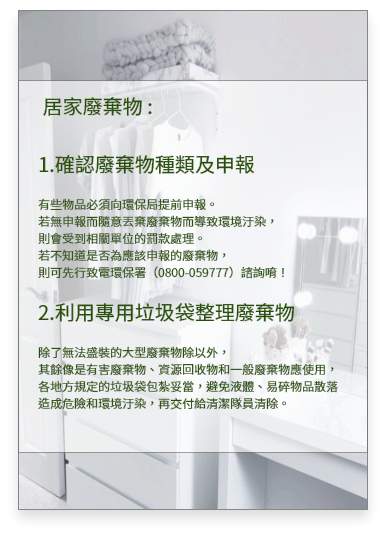 居家廢棄物 :
1.確認廢棄物種類及申報
有些物品必須向環保局提前申報。
若無申報而隨意丟棄廢棄物而導致環境汙染，
則會受到相關單位的罰款處理。
若不知道是否為應該申報的廢棄物，
則可先行致電環保署（0800-059777）諮詢唷！
2.利用專用垃圾袋整理廢棄物
除了無法盛裝的大型廢棄物除以外，
其餘像是有害廢棄物、資源回收物和一般廢棄物應使用，
各地方規定的垃圾袋包紮妥當，避免液體、易碎物品散落
造成危險和環境汙染，再交付給清潔隊員清除。